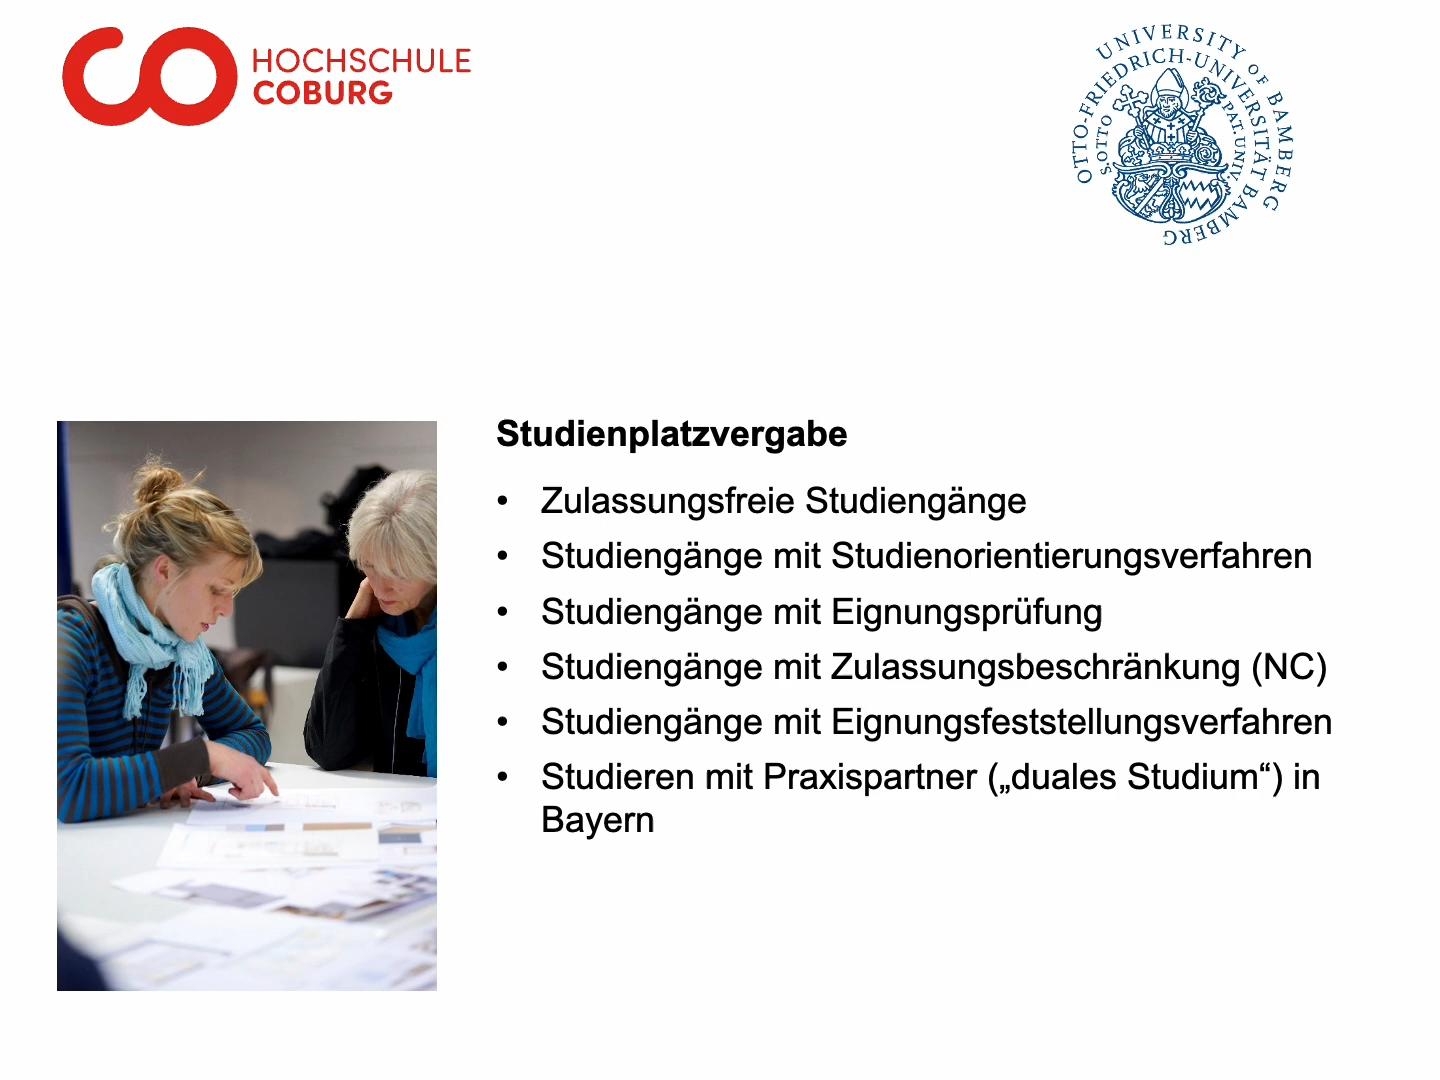 HOCHSCHULE
COBURG
UNIVERSITY OF BAMBERG
OTTO-FRIEDRICH-UNIVERSITÄT BAMBERG
S. OTTO PAT. UNIV.
Studienplatzvergabe
• Zulassungsfreie Studiengänge
• Studiengänge mit Studienorientierungsverfahren
• Studiengänge mit Eignungsprüfung
• Studiengänge mit Zulassungsbeschränkung (NC)
• Studiengänge mit Eignungsfeststellungsverfahren
• Studieren mit Praxispartner („duales Studium“) in
Bayern